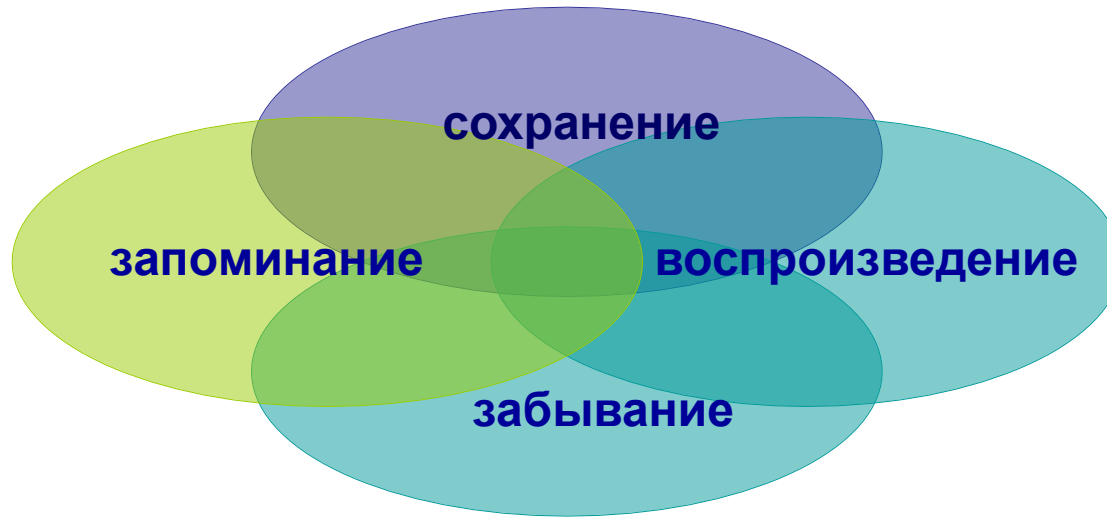 сохранение
запоминание
воспроизведение
забывание